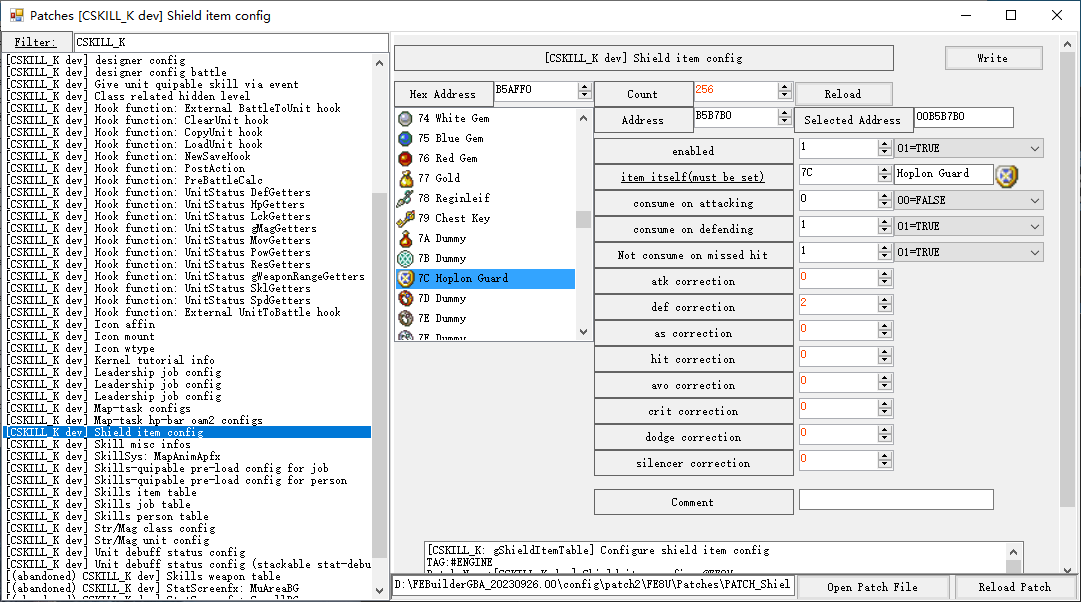 Patches [CSKILL_K dev] Shield item config
Filter:
CSKILL_K
[CSKILL_K dev] designer config
[CSKILL_K dev] designer config battle
[CSKILL_K dev] Give unit quipable skill via event
[CSKILL_K dev] Class related hidden level
[CSKILL_K dev] Hook function: External BattleToUnit hook
[CSKILL_K dev] Hook function: ClearUnit hook
[CSKILL_K dev] Hook function: CopyUnit hook
[CSKILL_K dev] Hook function: LoadUnit hook
[CSKILL_K dev] Hook function: NewSaveHook
[CSKILL_K dev] Hook function: PostAction
[CSKILL_K dev] Hook function: PreBattleCalc
[CSKILL_K dev] Hook function: UnitStatus DefGetters
[CSKILL_K dev] Hook function: UnitStatus HpGetters
[CSKILL_K dev] Hook function: UnitStatus LckGetters
[CSKILL_K dev] Hook function: UnitStatus gMagGetters
[CSKILL_K dev] Hook function: UnitStatus MovGetters
[CSKILL_K dev] Hook function: UnitStatus PowGetters
[CSKILL_K dev] Hook function: UnitStatus ResGetters
[CSKILL_K dev] Hook function: UnitStatus gWeaponRangeGetters
[CSKILL_K dev] Hook function: UnitStatus SklGetters
[CSKILL_K dev] Hook function: UnitStatus SpdGetters
[CSKILL_K dev] Hook function: External UnitToBattle hook
[CSKILL_K dev] Icon affin
[CSKILL_K dev] Icon mount
[CSKILL_K dev] Icon wtype
[CSKILL_K dev] Kernel tutorial info
[CSKILL_K dev] Leadership job config
[CSKILL_K dev] Leadership job config
[CSKILL_K dev] Leadership job config
[CSKILL_K dev] Map-task configs
[CSKILL_K dev] Map-task hp-bar oam2 configs
[CSKILL_K dev] Shield item config
[CSKILL_K dev] Skill misc infos
[CSKILL_K dev] SkillSys: MapAnimApfx
[CSKILL_K dev] Skills-quipable pre-load config for job
[CSKILL_K dev] Skills-quipable pre-load config for person
[CSKILL_K dev] Skills item table
[CSKILL_K dev] Skills job table
[CSKILL_K dev] Skills person table
[CSKILL_K dev] Str/Mag class config
[CSKILL_K dev] Str/Mag unit config
[CSKILL_K dev] Unit debuff status config
[CSKILL_K dev] Unit debuff status config (stackable stat-debu
[(abandoned) CSKILL_K dev] Skills weapon table
[(abandoned) CSKILL_K dev] StatScreenfx: MuAreaBG
[CSKILL_K dev] Shield item config
Write
Hex Address
B5AFF0
Count
256
Reload
Address
B5B7B0
Selected Address
00B5B7B0
74 White Gem
75 Blue Gem
76 Red Gem
77 Gold
78 Reginleif
79 Chest Key
7A Dummy
7B Dummy
7C Hoplon Guard
7D Dummy
7E Dummy
7F Dummy
enabled
1
01=TRUE
item itself(must be set)
7C
Hoplon Guard
consume on attacking
0
00=FALSE
consume on defending
1
01=TRUE
Not consume on missed hit
1
01=TRUE
atk correction
0
def correction
2
as correction
0
hit correction
0
avo correction
0
crit correction
0
dodge correction
0
silencer correction
0
Comment
[CSKILL_K: gShieldItemTable] Configure shield item config
TAG:#ENGINE
D:\FEBuilderGBA_20230926.00\config\patch2\FE8U\Patches\PATCH_Shiel
Open Patch File
Reload Patch